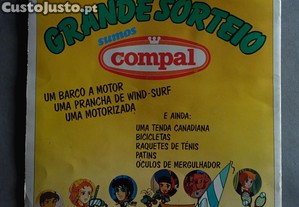 CustoJusto.pt
GRANDE SORTEIO
sumos
compal
UM BARCO A MOTOR
UMA PRANCHA DE WIND-SURF
UMA MOTORIZADA
E AINDA:
UMA TENDA CANADIANA
BICICLETAS
RAQUETES DE TÉNIS
PATINS
ÓCULOS DE MERGULHADOR